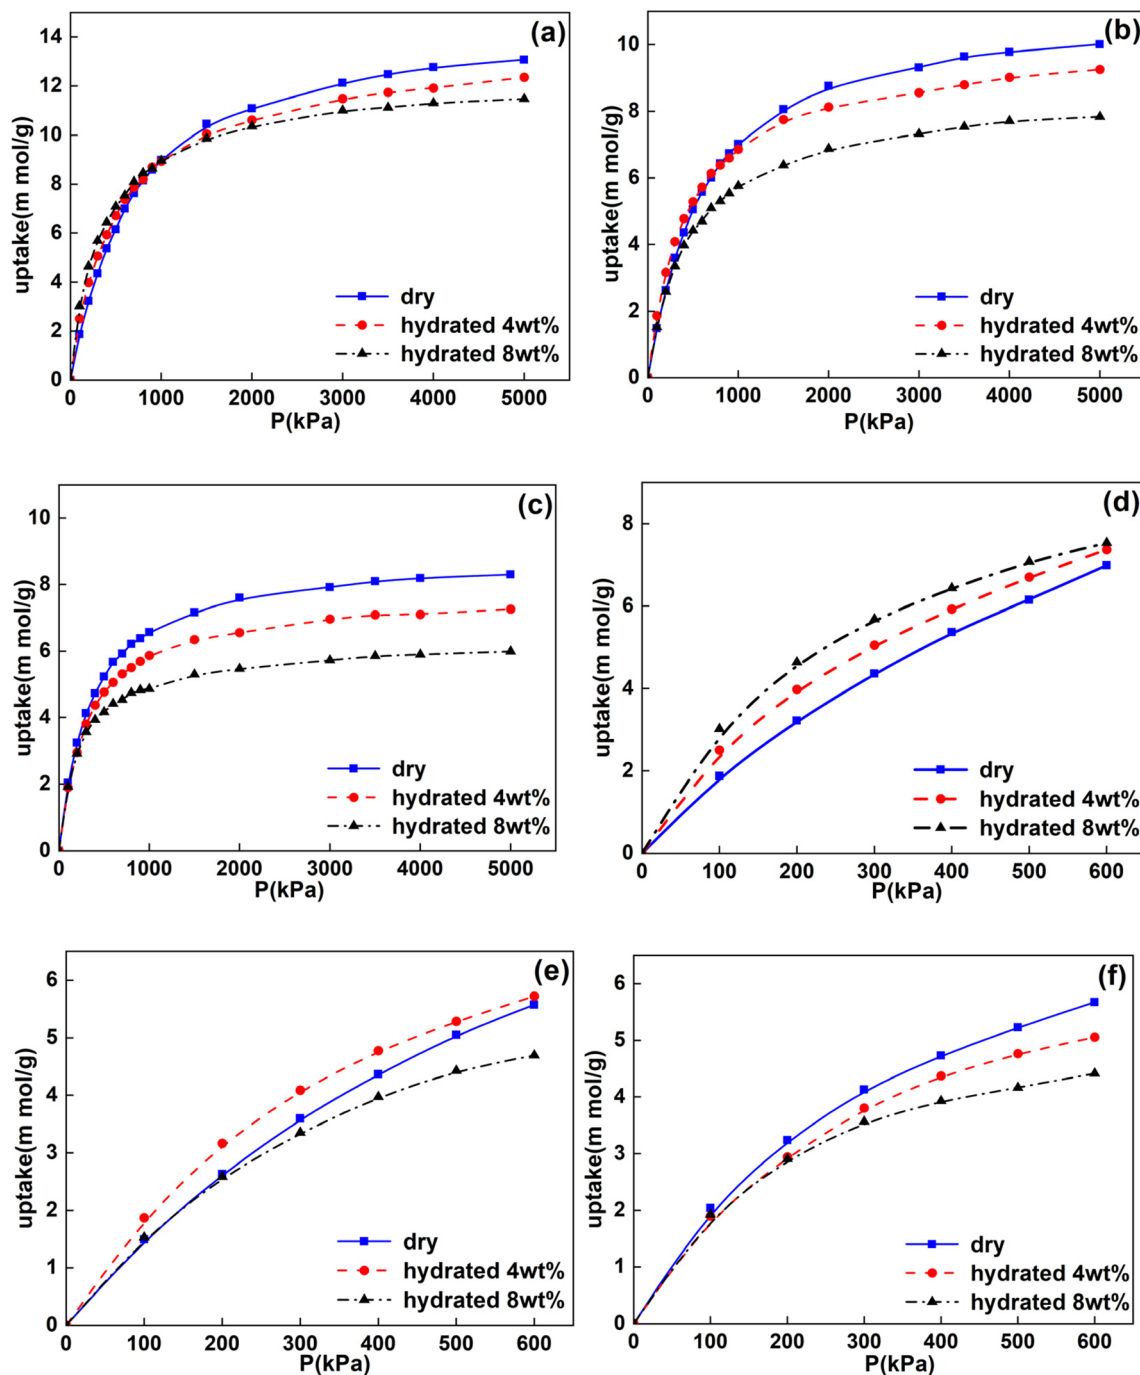 (a)
uptake(m mol/g)
14
12
10
8
6
4
2
0
dry
hydrated 4wt%
hydrated 8wt%
0 1000 2000 3000 4000 5000
P(kPa)
(b)
uptake(m mol/g)
10
8
6
4
2
0
dry
hydrated 4wt%
hydrated 8wt%
0 1000 2000 3000 4000 5000
P(kPa)
(c)
uptake(m mol/g)
10
8
6
4
2
0
dry
hydrated 4wt%
hydrated 8wt%
0 1000 2000 3000 4000 5000
P(kPa)
(d)
uptake(m mol/g)
8
6
4
2
0
dry
hydrated 4wt%
hydrated 8wt%
100 200 300 400 500 600
P(kPa)
(e)
uptake(m mol/g)
6
5
4
3
2
1
0
dry
hydrated 4wt%
hydrated 8wt%
100 200 300 400 500 600
P(kPa)
(f)
uptake(m mol/g)
6
5
4
3
2
1
0
dry
hydrated 4wt%
hydrated 8wt%
100 200 300 400 500 600
P(kPa)